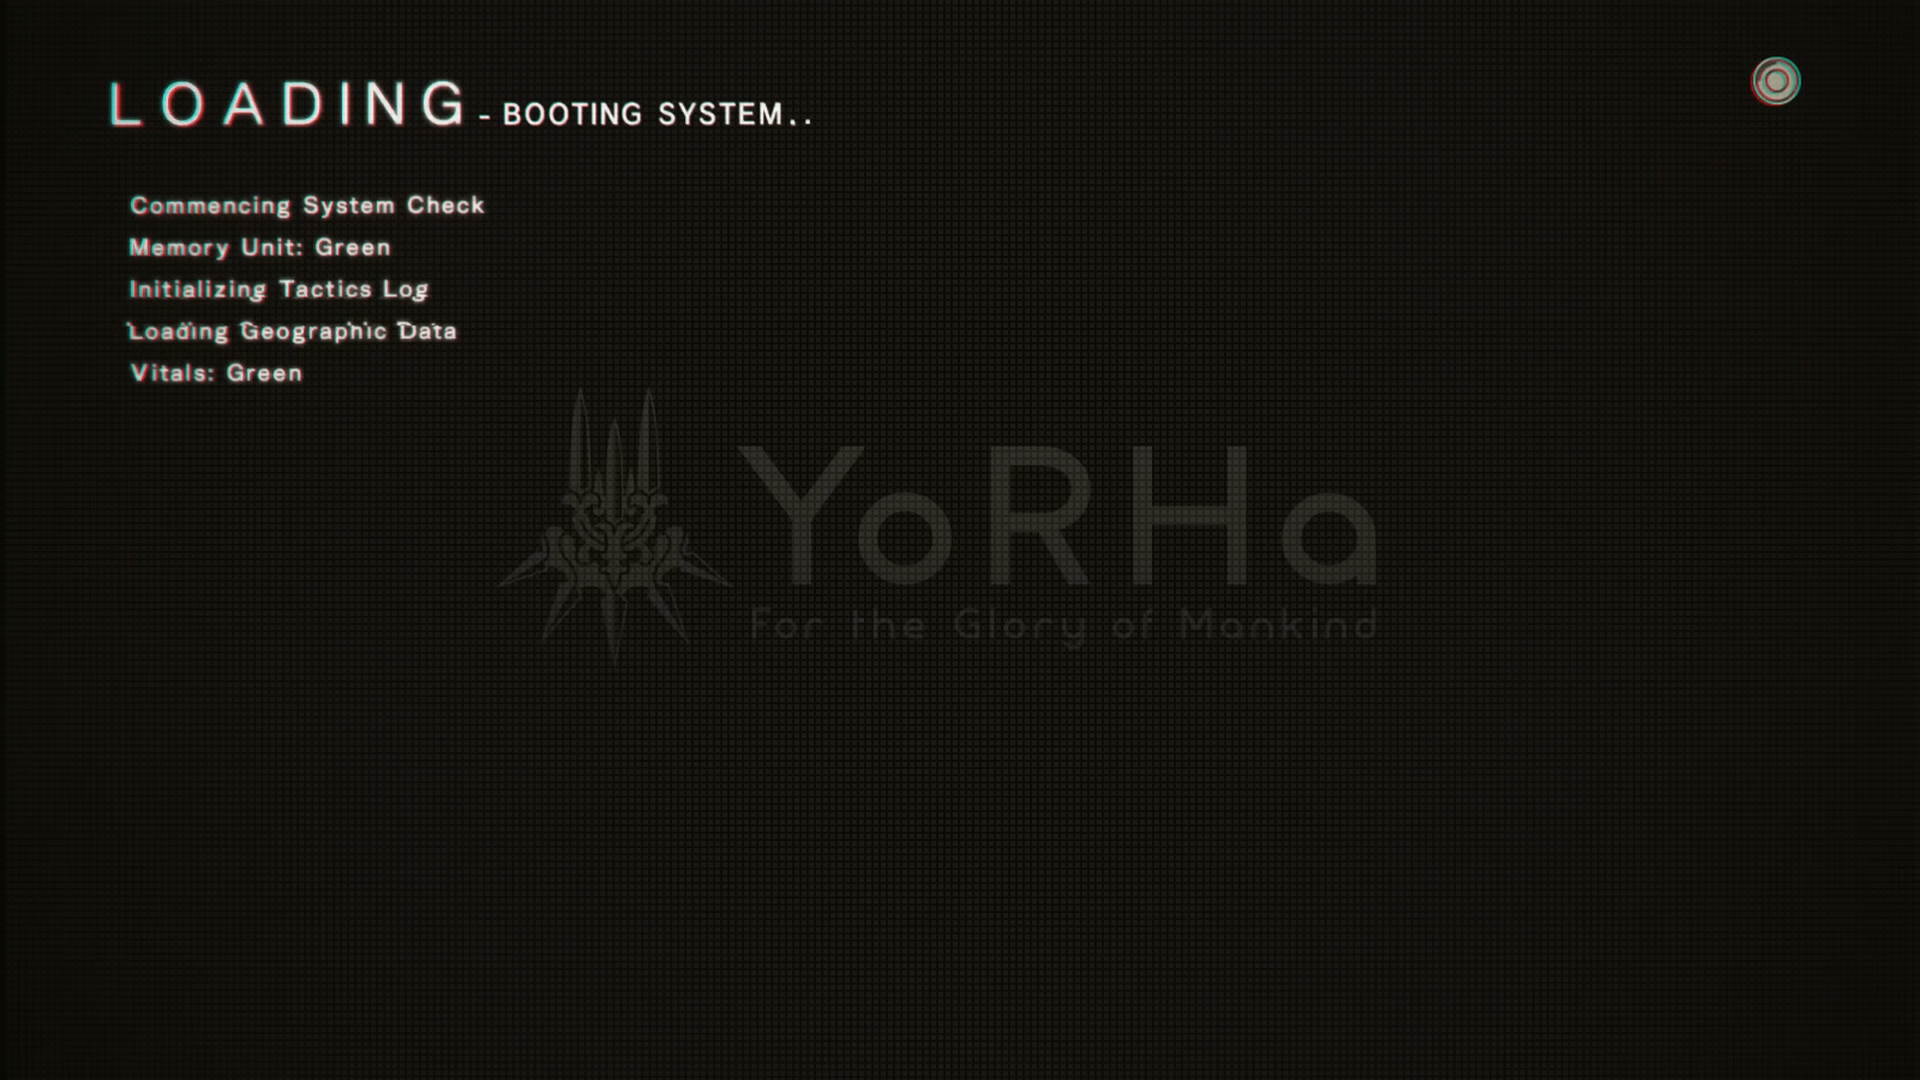 LOADING - BOOTING SYSTEM..
Commencing System Check
Memory Unit: Green
Initializing Tactics Log
Loading Geographic Data
Vitals: Green
YoRHa
For the Glory of Mankind